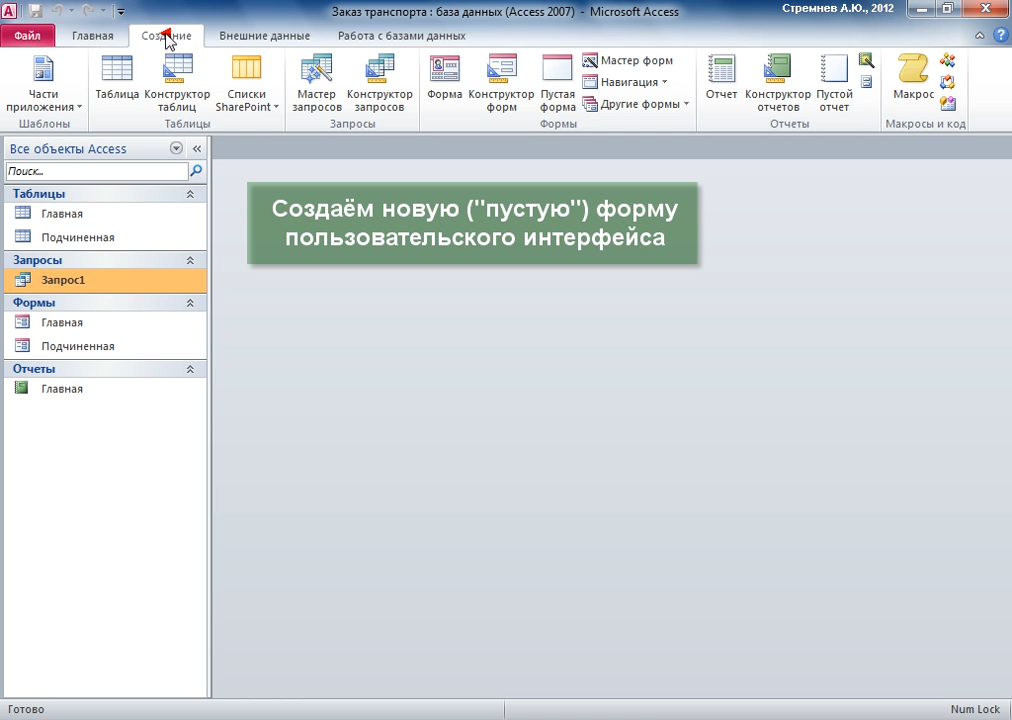 Заказ транспорта : база данных (Access 2007) - Microsoft Access
Стремнев А.Ю., 2012
Файл
Главная
Создание
Внешние данные
Работа с базами данных
Части приложения
Таблица
Конструктор таблиц
Списки SharePoint
Мастер запросов
Конструктор запросов
Форма
Конструктор форм
Пустая форма
Мастер форм
Навигация
Другие формы
Отчет
Конструктор отчетов
Пустой отчет
Макрос
Шаблоны
Таблицы
Запросы
Формы
Отчеты
Макросы и код
Все объекты Access
Поиск...
Таблицы
Главная
Подчиненная
Запросы
Запрос1
Формы
Главная
Подчиненная
Отчеты
Главная
Создаём новую ("пустую") форму
пользовательского интерфейса
Готово
Num Lock